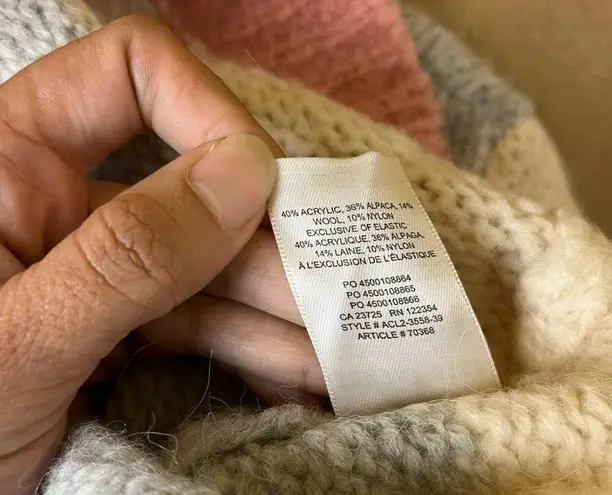 40% ACRYLIC, 36% ALPACA, 14%
WOOL, 10% NYLON
EXCLUSIVE OF ELASTIC
40% ACRYLIQUE, 36% ALPAGA,
14% LAINE, 10% NYLON
À L'EXCLUSION DE L'ÉLASTIQUE
PO 4500108864
PO 4500108865
PO 4500108866
CA 23725 RN 122354
STYLE # ACL2-3558-39
ARTICLE # 70368